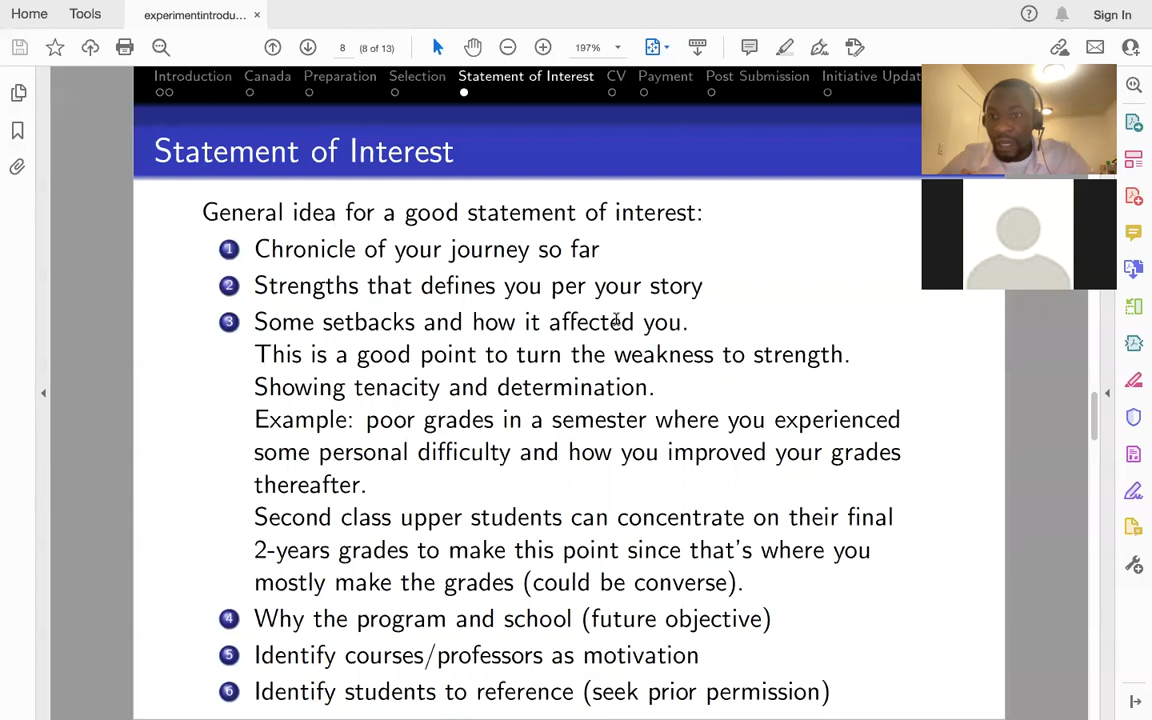 Home Tools experimentintrodu... ×
Sign In
8 (8 of 13) 197%
Introduction Canada Preparation Selection Statement of Interest CV Payment Post Submission Initiative Updat
Statement of Interest
General idea for a good statement of interest:
1 Chronicle of your journey so far
2 Strengths that defines you per your story
3 Some setbacks and how it affected you.
This is a good point to turn the weakness to strength.
Showing tenacity and determination.
Example: poor grades in a semester where you experienced
some personal difficulty and how you improved your grades
thereafter.
Second class upper students can concentrate on their final
2-years grades to make this point since that's where you
mostly make the grades (could be converse).
4 Why the program and school (future objective)
5 Identify courses/professors as motivation
6 Identify students to reference (seek prior permission)